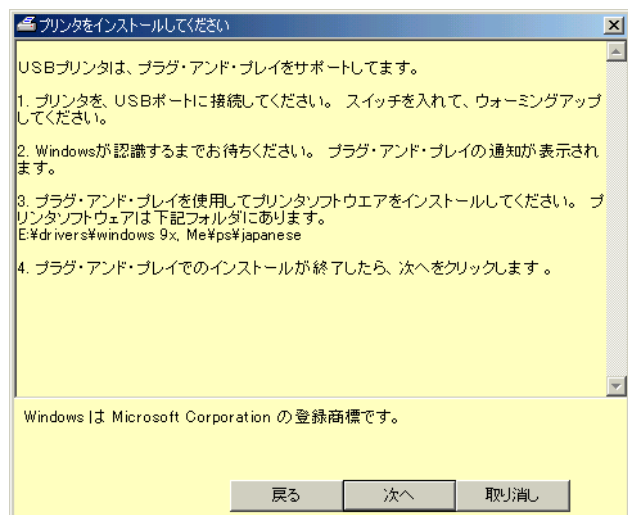 プリンタをインストールしてください
USBプリンタは、プラグ・アンド・プレイをサポートしてます。
1. プリンタを、USBポートに接続してください。 スイッチを入れて、ウォーミングアップ
してください。
2. Windowsが認識するまでお待ちください。 プラグ・アンド・プレイの通知が表示され
ます。
3. プラグ・アンド・プレイを使用してプリンタソフトウエアをインストールしてください。 プ
リンタソフトウェアは下記フォルダにあります。
E:¥drivers¥windows 9x, Me¥ps¥japanese
4. プラグ・アンド・プレイでのインストールが終了したら、次へをクリックします 。
Windows は Microsoft Corporation の登録商標です。
戻る
次へ
取り消し